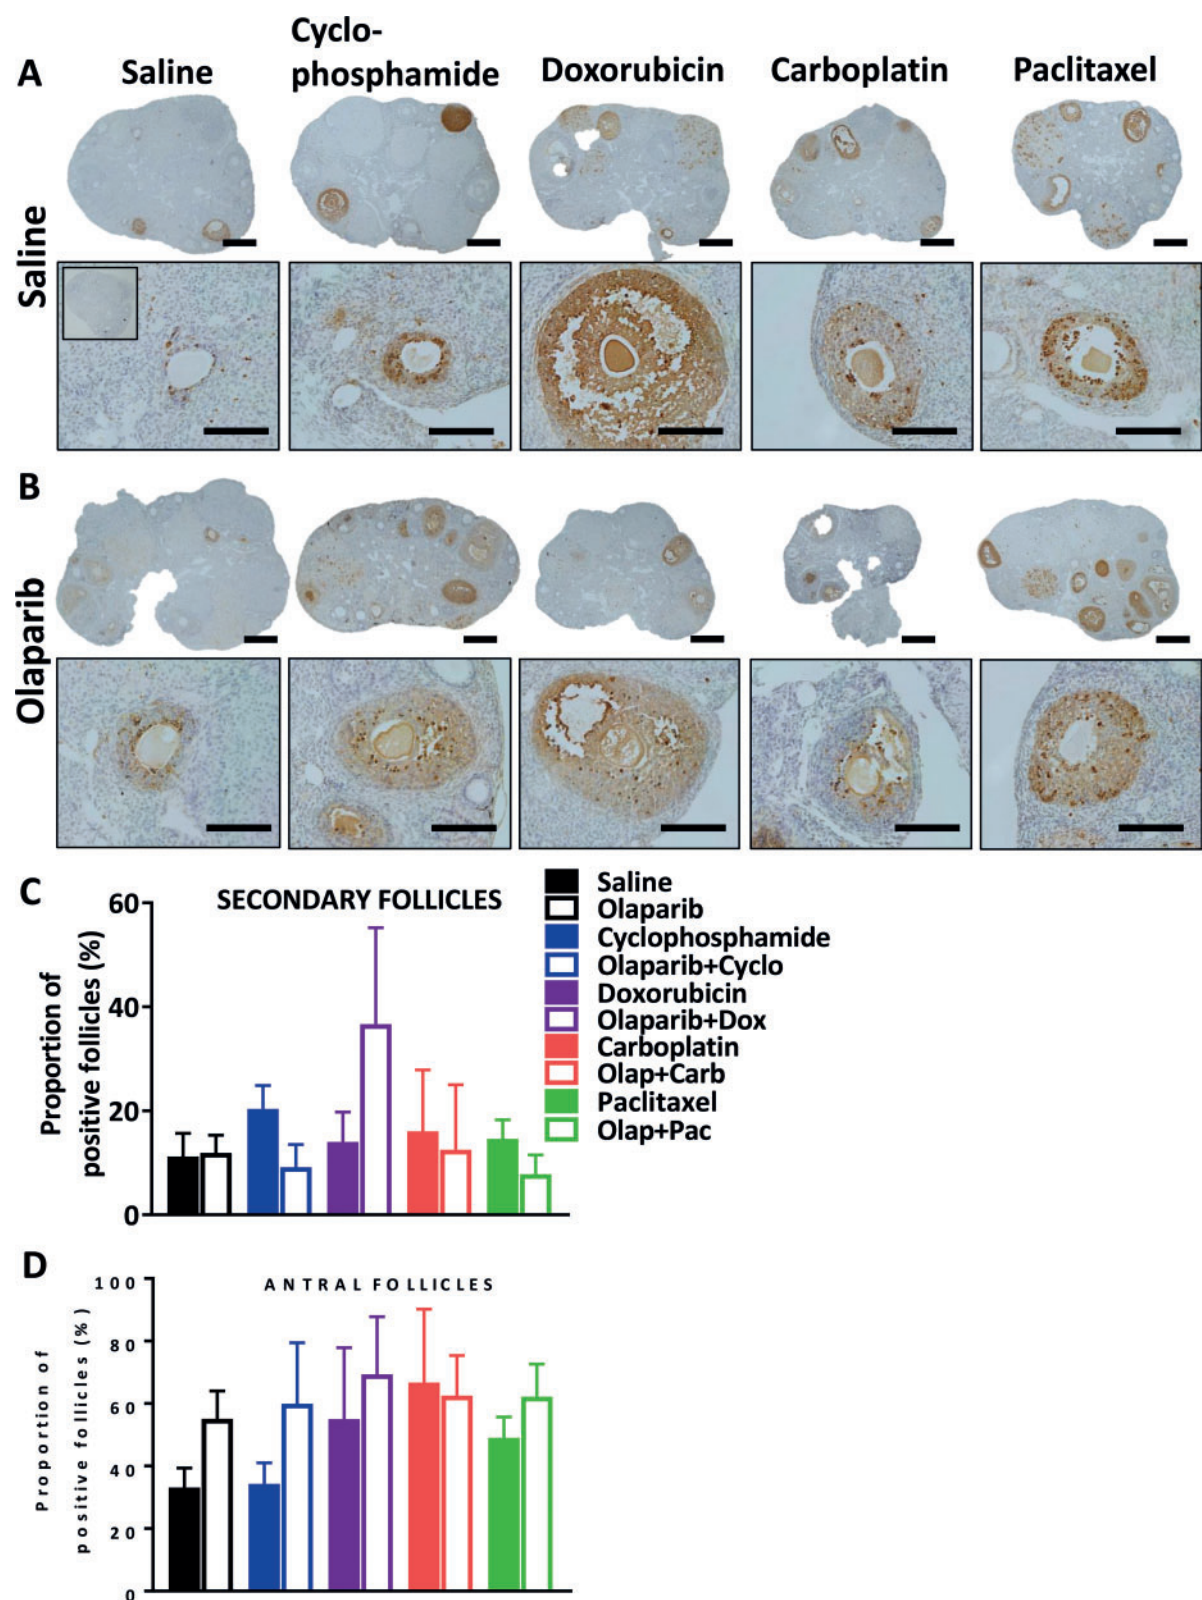 A
Saline
Cyclo-
phosphamide
Doxorubicin
Carboplatin
Paclitaxel
Saline
B
Olaparib
C
SECONDARY FOLLICLES
Proportion of
positive follicles (%)
60
40
20
0
Saline
Olaparib
Cyclophosphamide
Olaparib+Cyclo
Doxorubicin
Olaparib+Dox
Carboplatin
Olap+Carb
Paclitaxel
Olap+Pac
D
ANTRAL FOLLICLES
Proportion of
positive follicles (%)
100
80
60
40
20
0